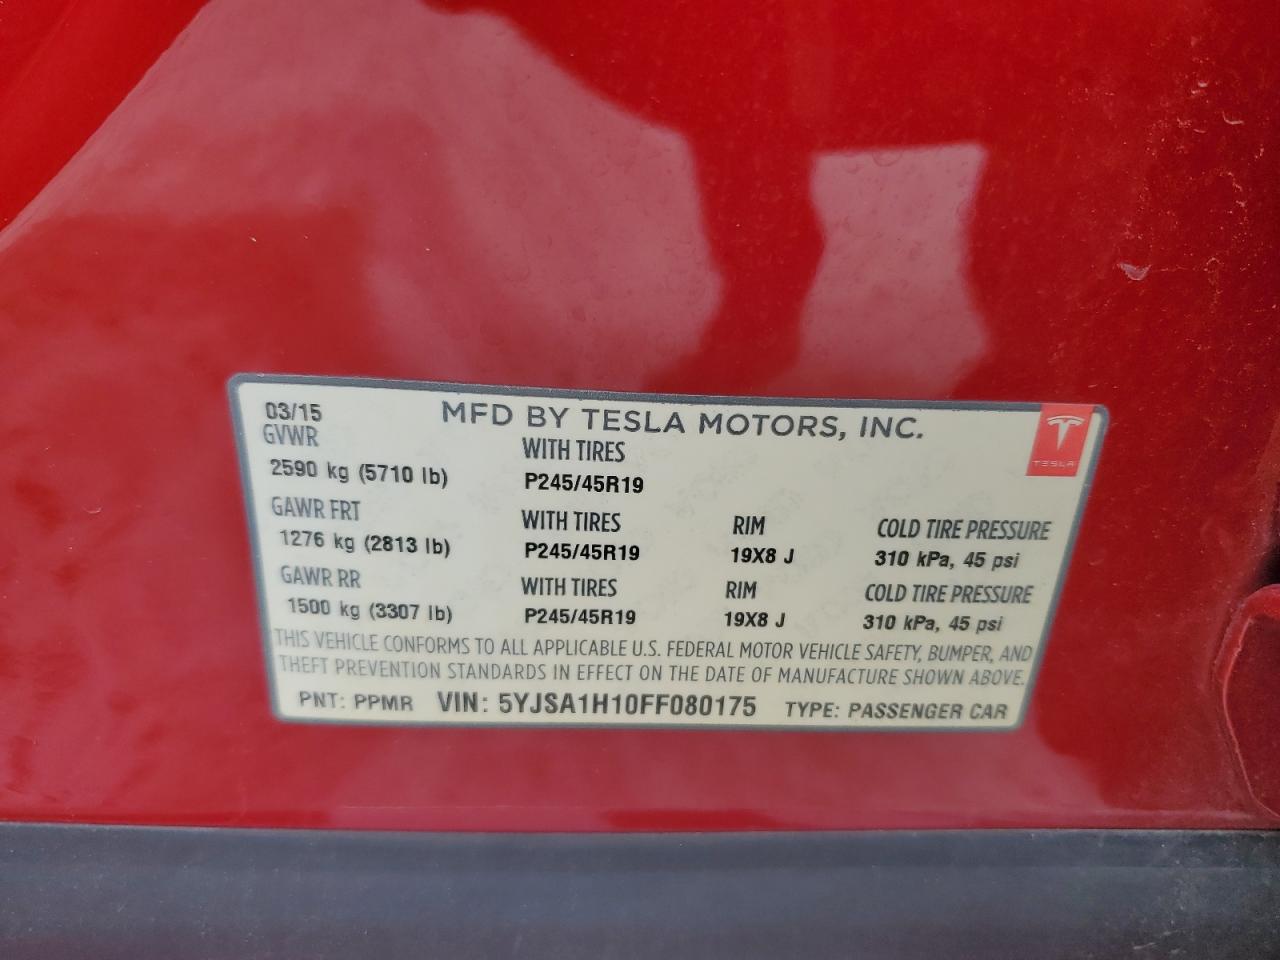 03/15 MFD BY TESLA MOTORS, INC.
GVWR WITH TIRES
TESLA
2590 kg (5710 lb) P245/45R19
GAWR FRT WITH TIRES RIM COLD TIRE PRESSURE
1276 kg (2813 lb) P245/45R19 19X8 J 310 kPa, 45 psi
GAWR RR WITH TIRES RIM COLD TIRE PRESSURE
1500 kg (3307 lb) P245/45R19 19X8 J 310 kPa, 45 psi
THIS VEHICLE CONFORMS TO ALL APPLICABLE U.S. FEDERAL MOTOR VEHICLE SAFETY, BUMPER, AND
THEFT PREVENTION STANDARDS IN EFFECT ON THE DATE OF MANUFACTURE SHOWN ABOVE.
PNT: PPMR VIN: 5YJSA1H10FF080175 TYPE: PASSENGER CAR